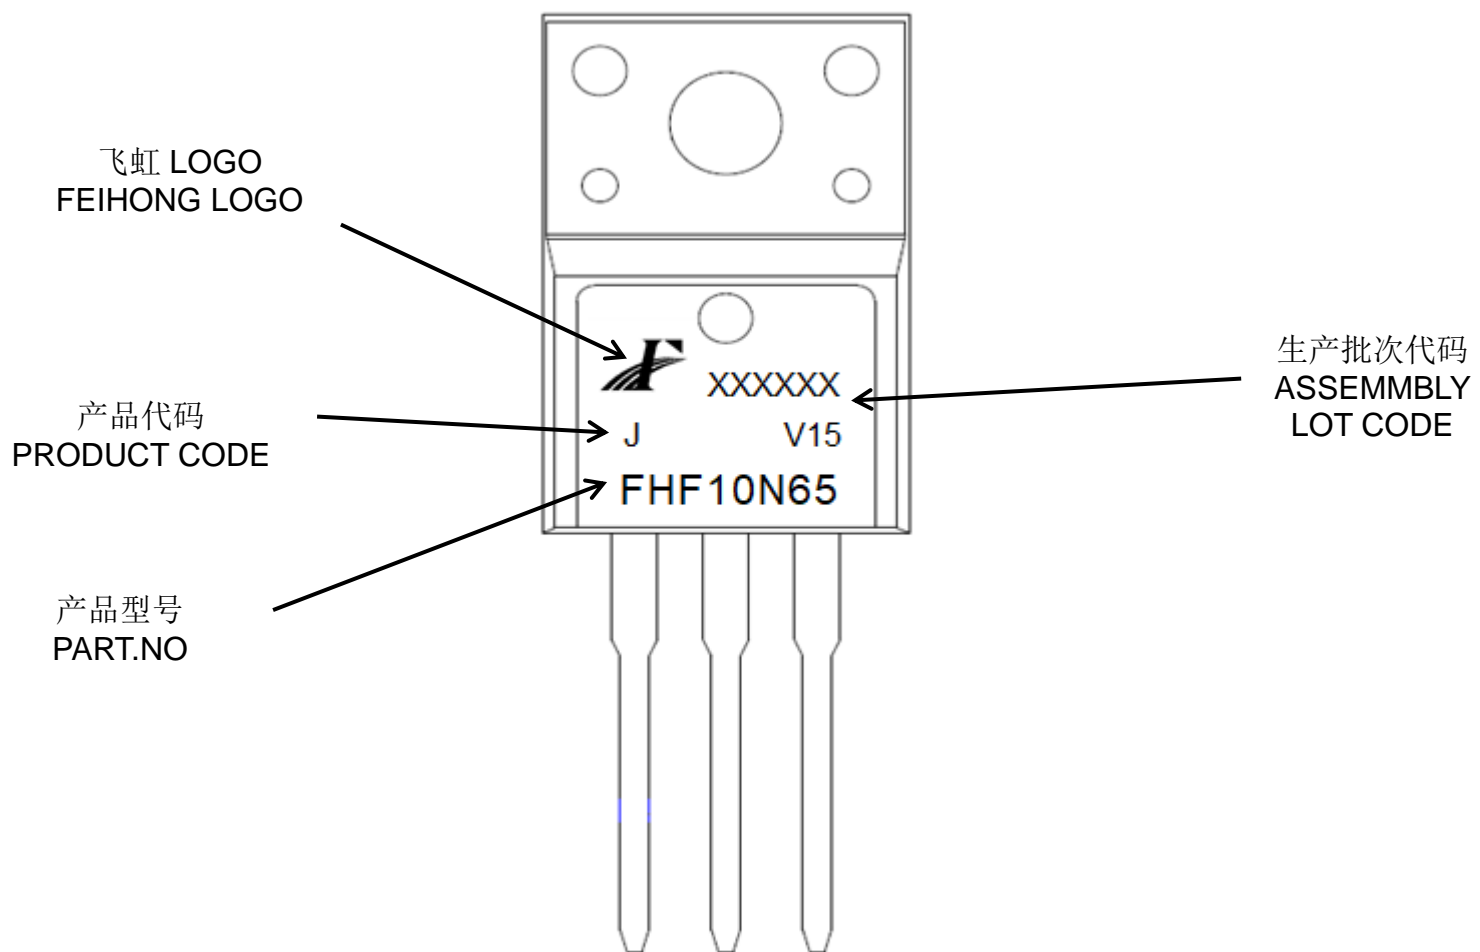 飞虹 LOGO
FEIHONG LOGO
产品代码
PRODUCT CODE
产品型号
PART.NO
XXXXXX
J V15
FHF10N65
生产批次代码
ASSEMMBLY
LOT CODE